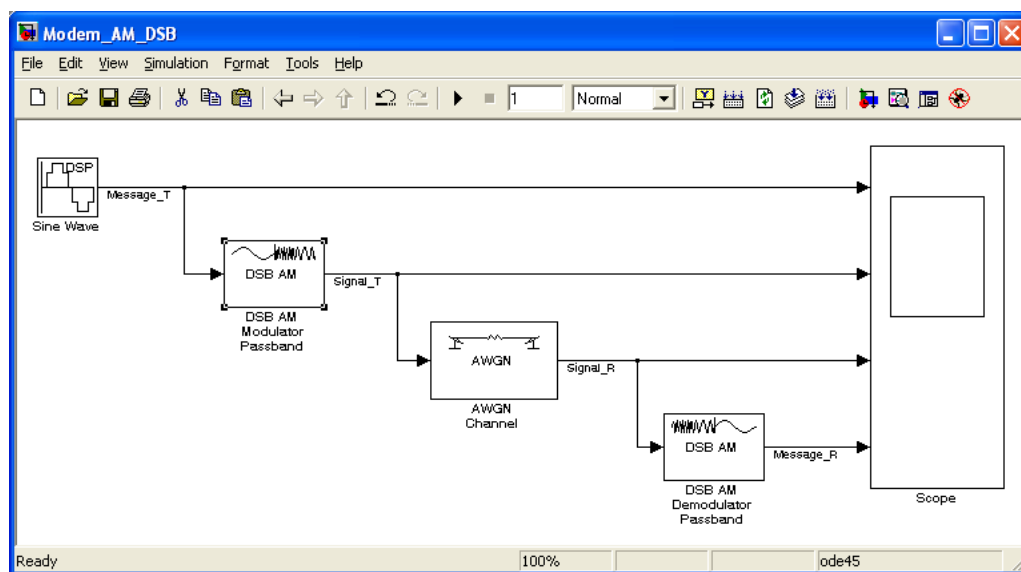 Modem_AM_DSB
File Edit View Simulation Format Tools Help
1 Normal
DSP
Message_T
Sine Wave
DSB AM
Signal_T
DSB AM
Modulator
Passband
AWGN
Signal_R
AWGN
Channel
DSB AM
Message_R
DSB AM
Demodulator
Passband
Scope
Ready 100% ode45